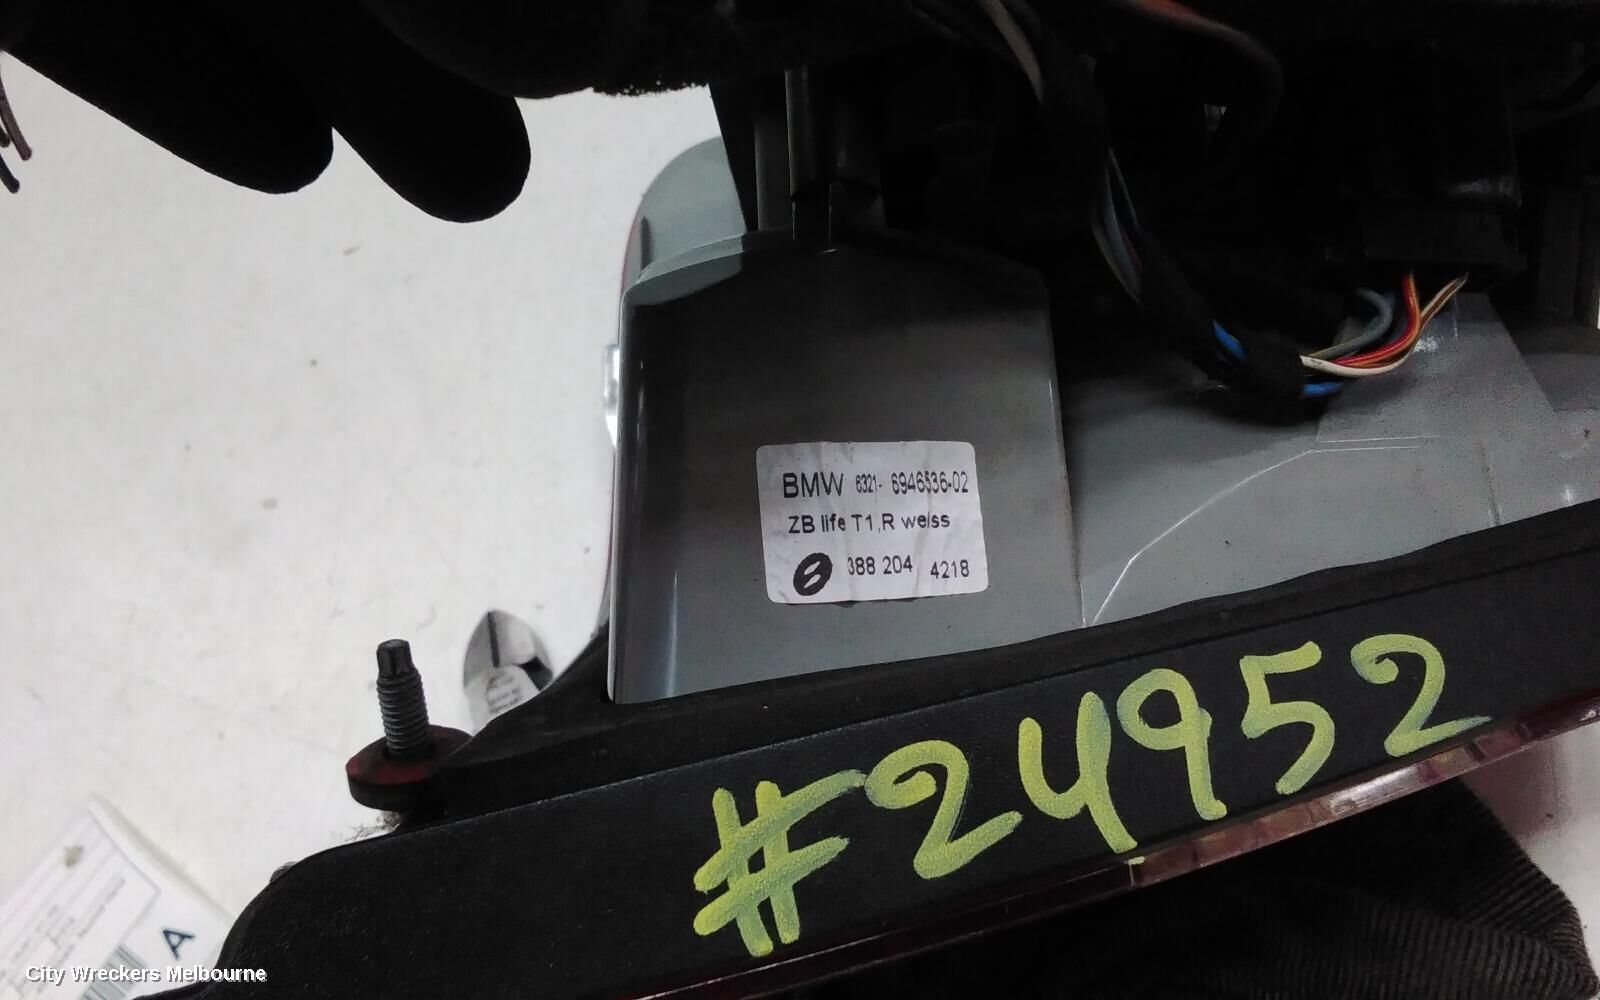 BMW 6321- 6946536-02
ZB life T1,R weiss
388 204 4218
#24952
A
City Wreckers Melbourne